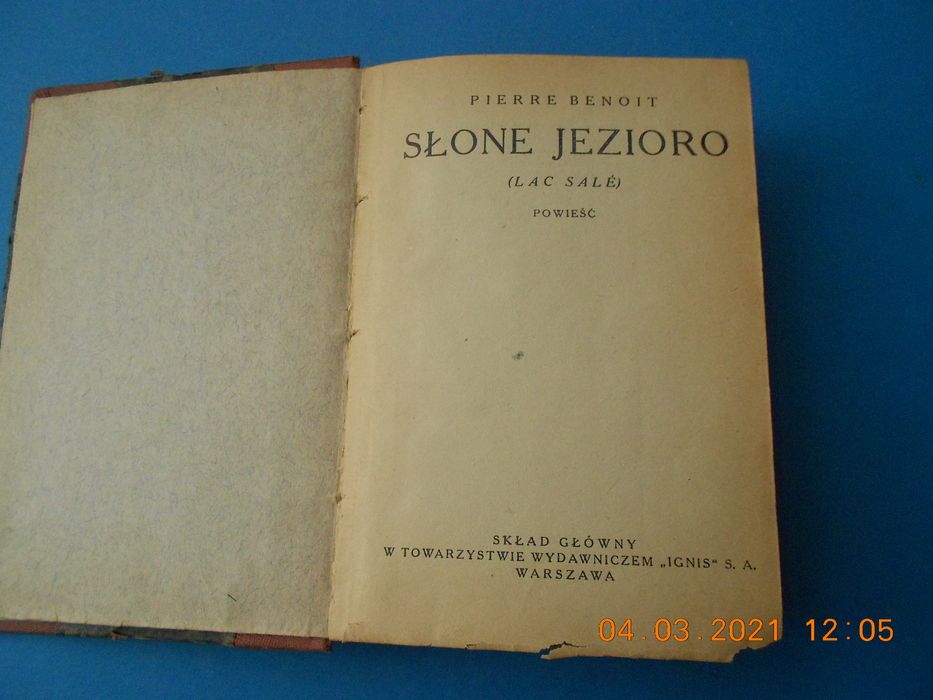 PIERRE BENOIT
SŁONE JEZIORO
(LAC SALÉ)
POWIEŚĆ
SKŁAD GŁÓWNY
W TOWARZYSTWIE WYDAWNICZEM „IGNIS" S. A.
WARSZAWA
04.03.2021 12:05